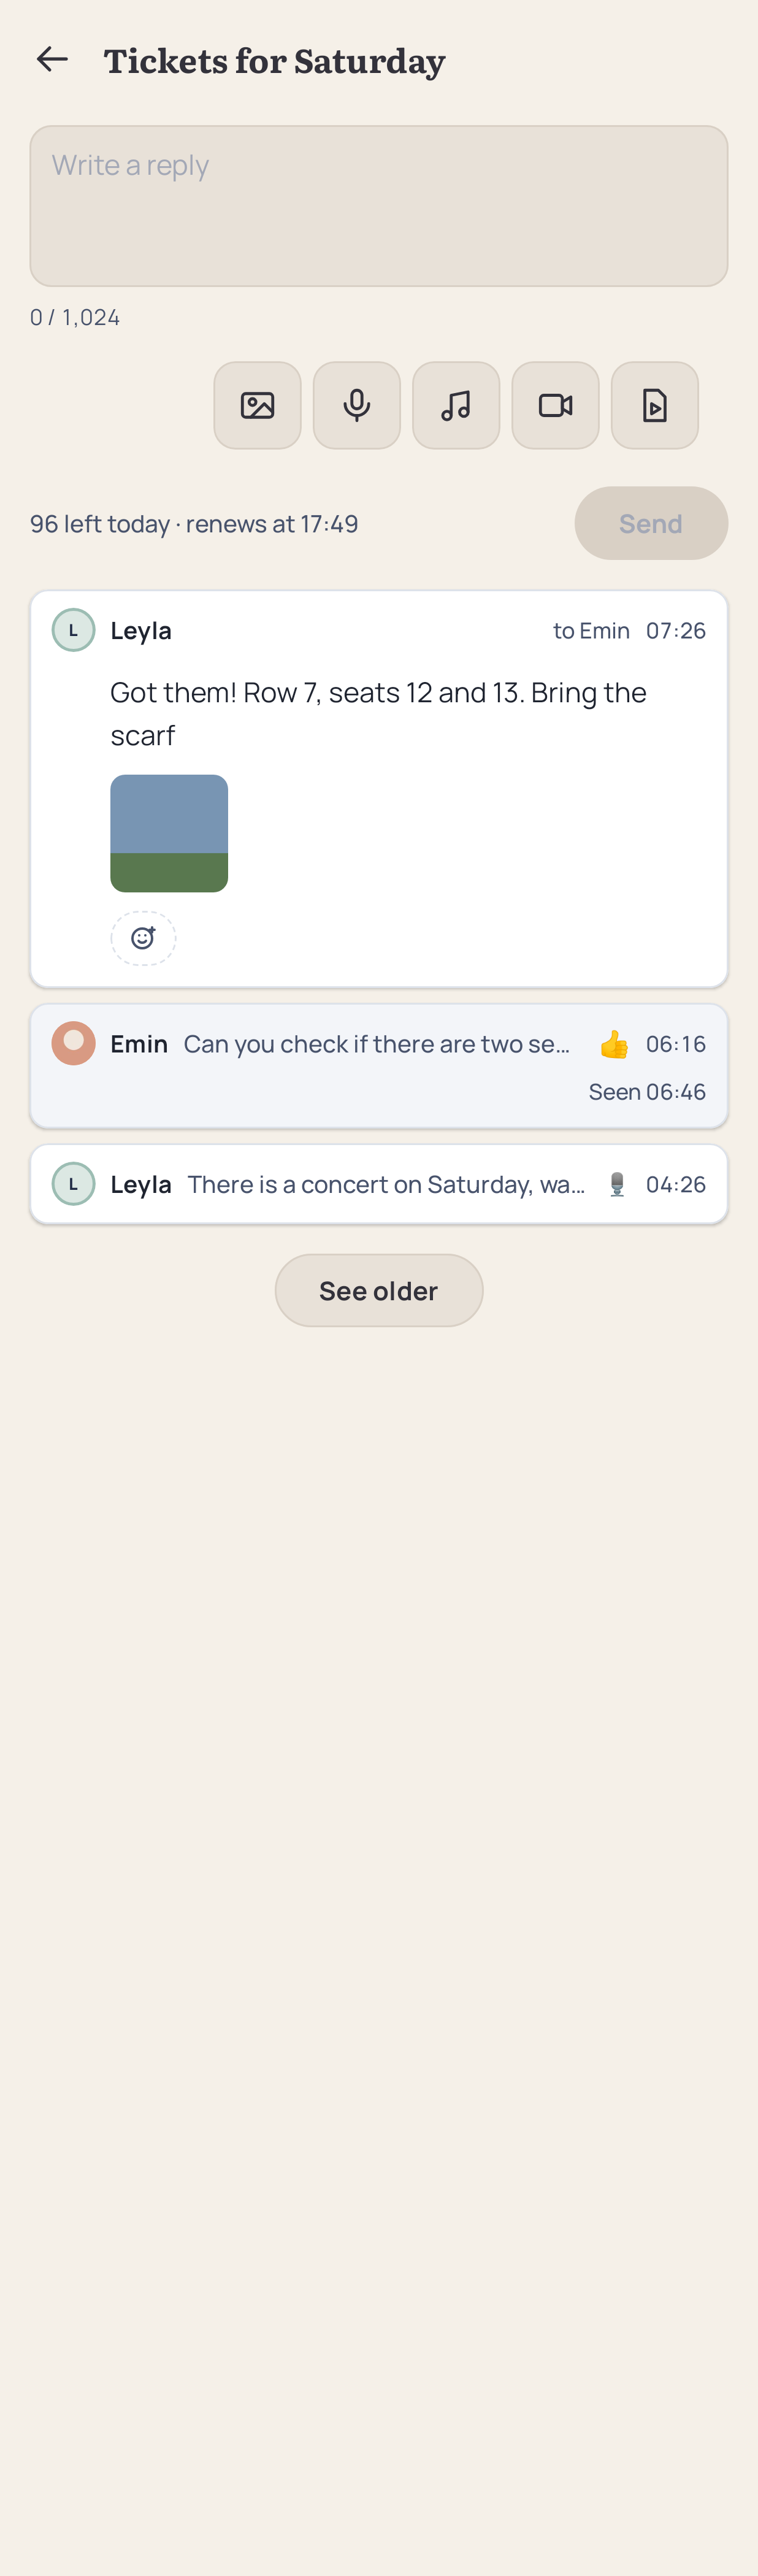 Tickets for Saturday
Write a reply
0 / 1,024
96 left today · renews at 17:49
Send
L
Leyla
to Emin 07:26
Got them! Row 7, seats 12 and 13. Bring the
scarf
Emin Can you check if there are two se… 👍 06:16
Seen 06:46
L
Leyla There is a concert on Saturday, wa… 🎙 04:26
See older